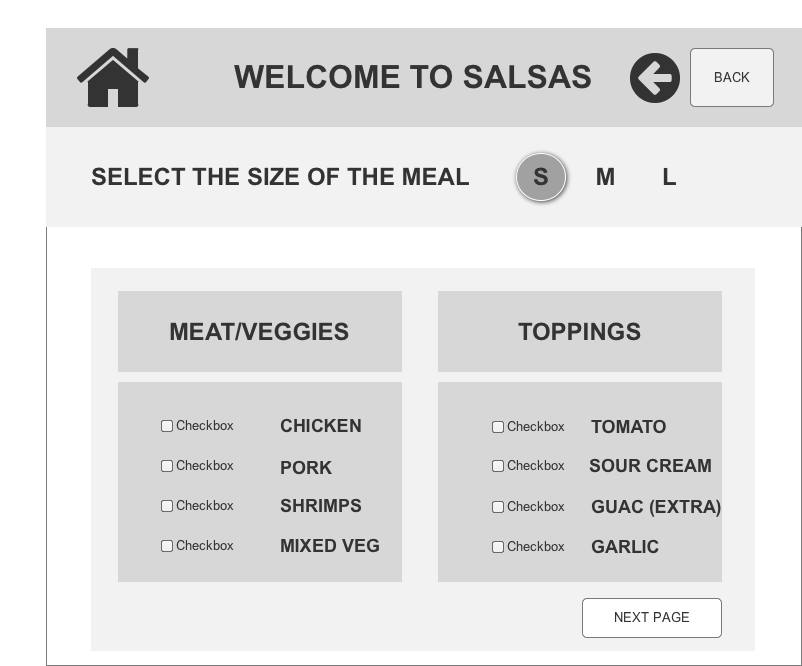 WELCOME TO SALSAS
BACK
SELECT THE SIZE OF THE MEAL S M L
MEAT/VEGGIES
Checkbox CHICKEN
Checkbox PORK
Checkbox SHRIMPS
Checkbox MIXED VEG
TOPPINGS
Checkbox TOMATO
Checkbox SOUR CREAM
Checkbox GUAC (EXTRA)
Checkbox GARLIC
NEXT PAGE